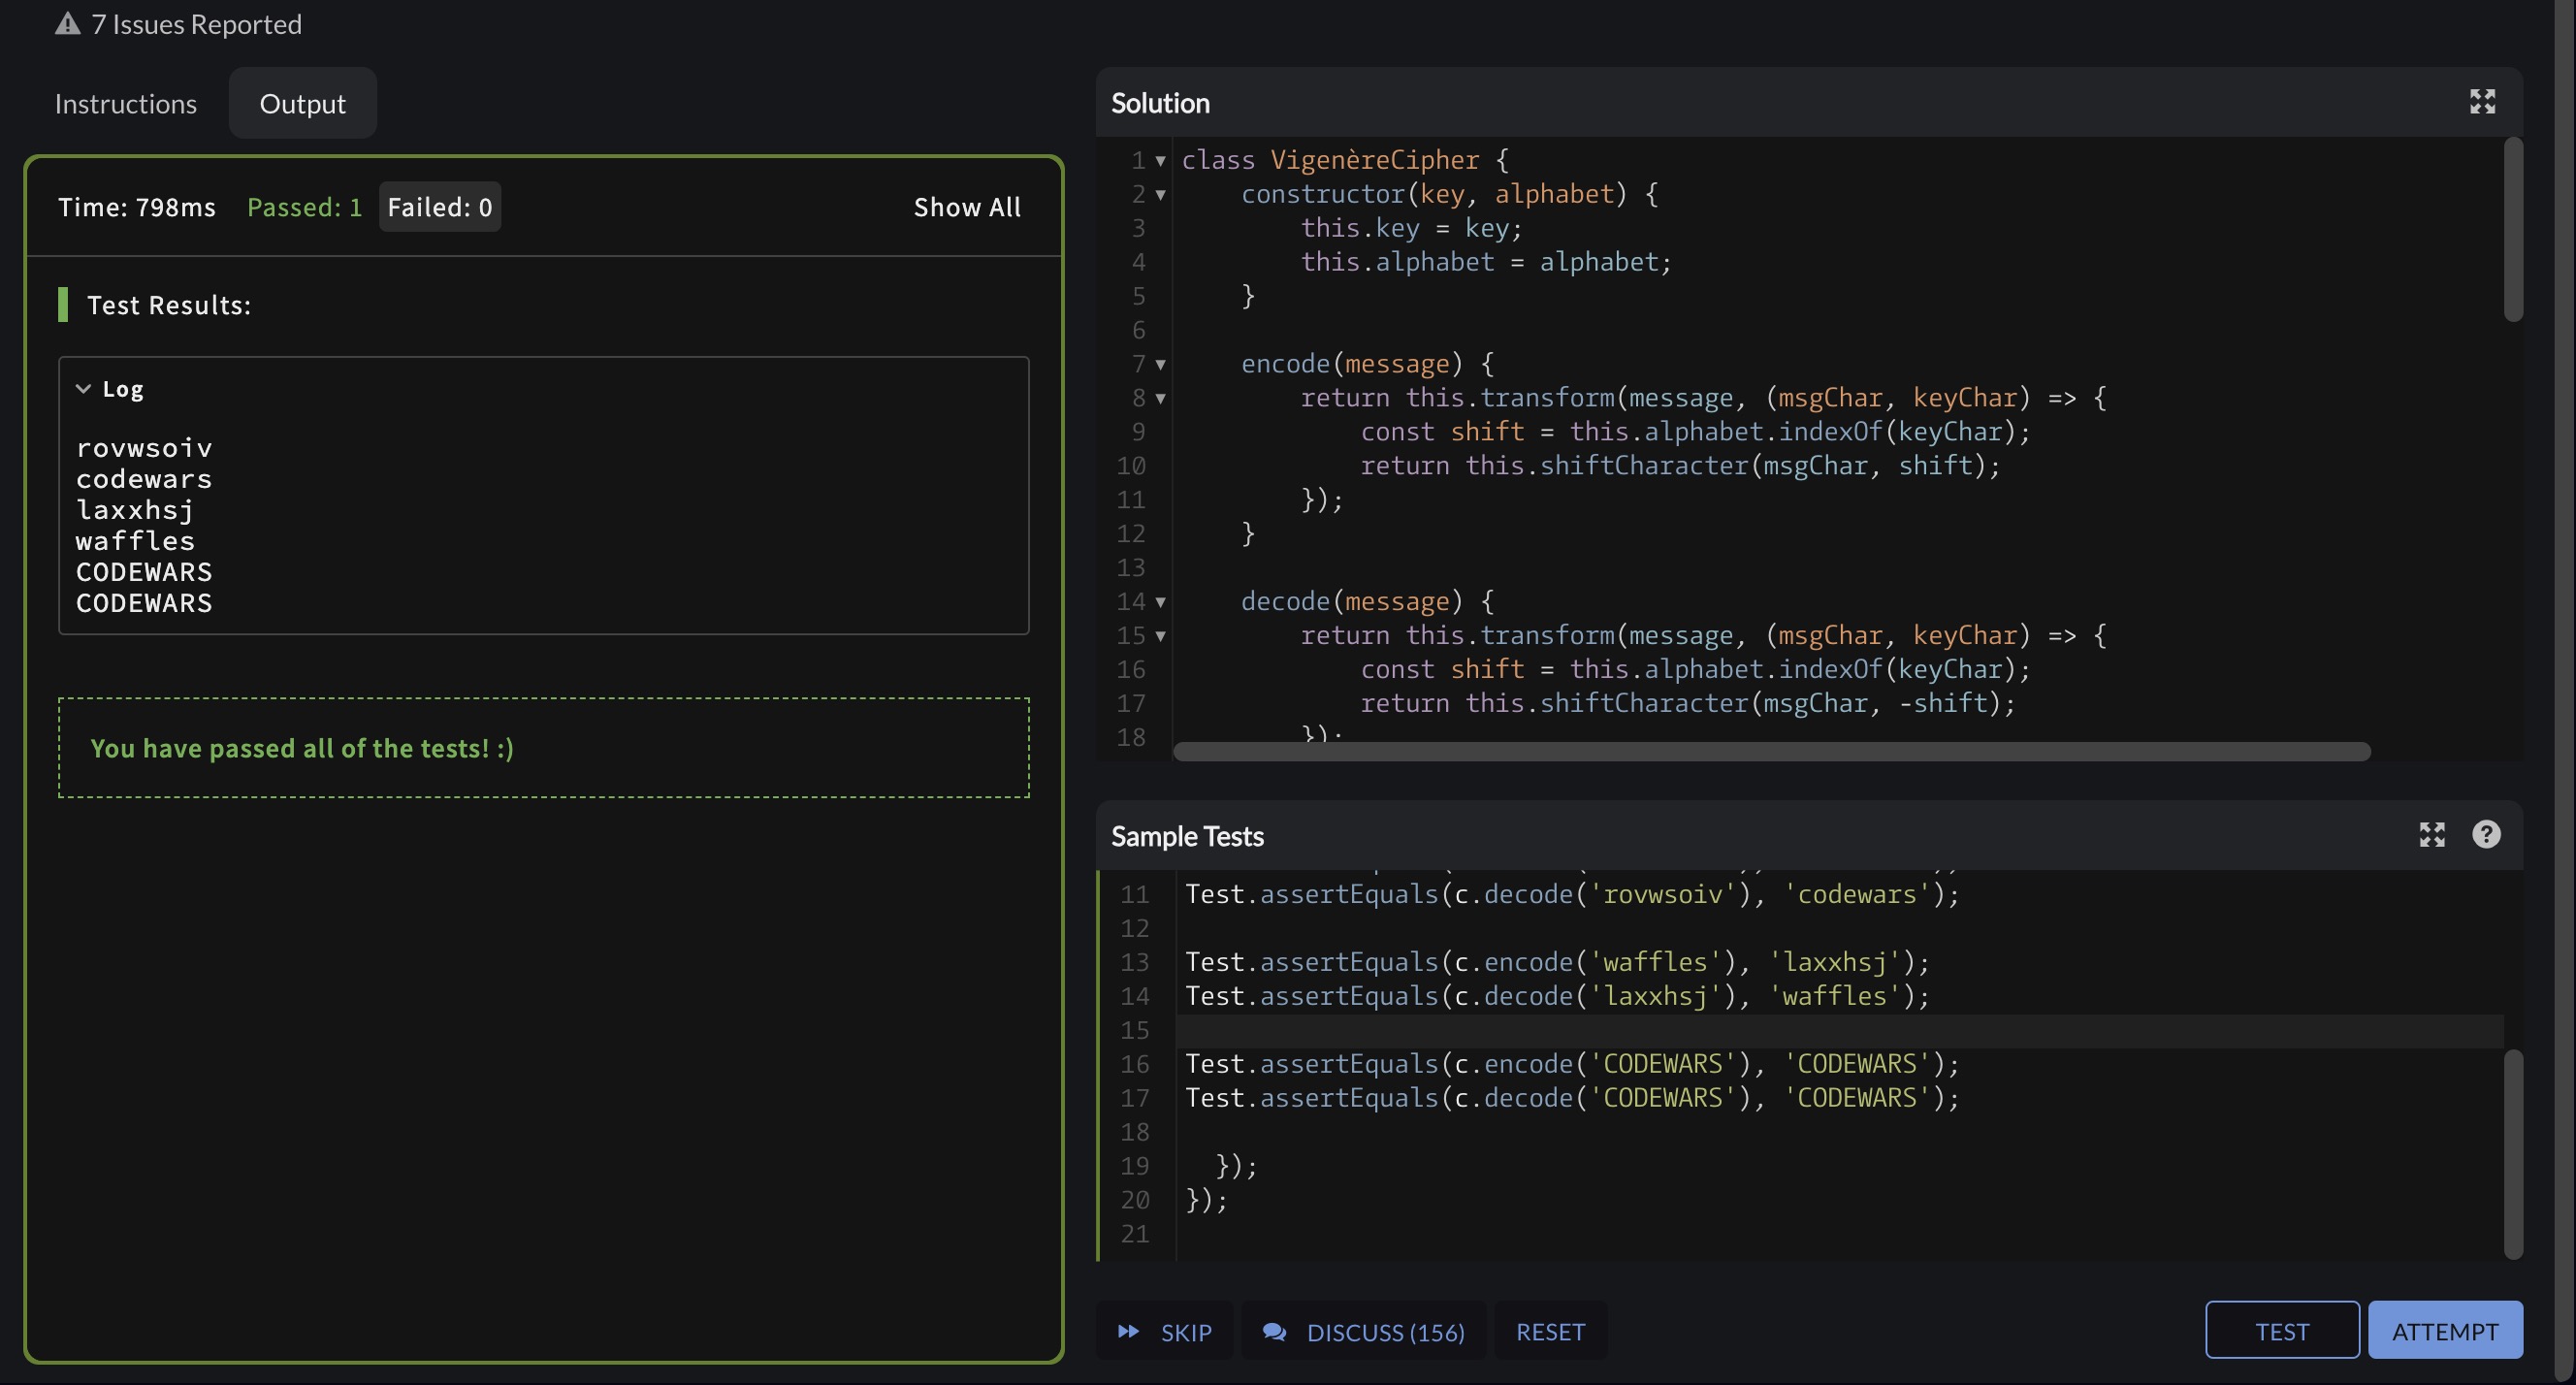 7 Issues Reported
Instructions
Output
Time: 798ms Passed: 1 Failed: 0 Show All
Test Results:
Log
rovwsoiv
codewars
laxxhsj
waffles
CODEWARS
CODEWARS
You have passed all of the tests! :)
Solution
1 class VigenèreCipher {
2 constructor(key, alphabet) {
3 this.key = key;
4 this.alphabet = alphabet;
5 }
6
7 encode(message) {
8 return this.transform(message, (msgChar, keyChar) => {
9 const shift = this.alphabet.indexOf(keyChar);
10 return this.shiftCharacter(msgChar, shift);
11 });
12 }
13
14 decode(message) {
15 return this.transform(message, (msgChar, keyChar) => {
16 const shift = this.alphabet.indexOf(keyChar);
17 return this.shiftCharacter(msgChar, -shift);
18 });
Sample Tests
11 Test.assertEquals(c.decode('rovwsoiv'), 'codewars');
12
13 Test.assertEquals(c.encode('waffles'), 'laxxhsj');
14 Test.assertEquals(c.decode('laxxhsj'), 'waffles');
15
16 Test.assertEquals(c.encode('CODEWARS'), 'CODEWARS');
17 Test.assertEquals(c.decode('CODEWARS'), 'CODEWARS');
18
19 });
20 });
21
SKIP DISCUSS (156) RESET TEST ATTEMPT